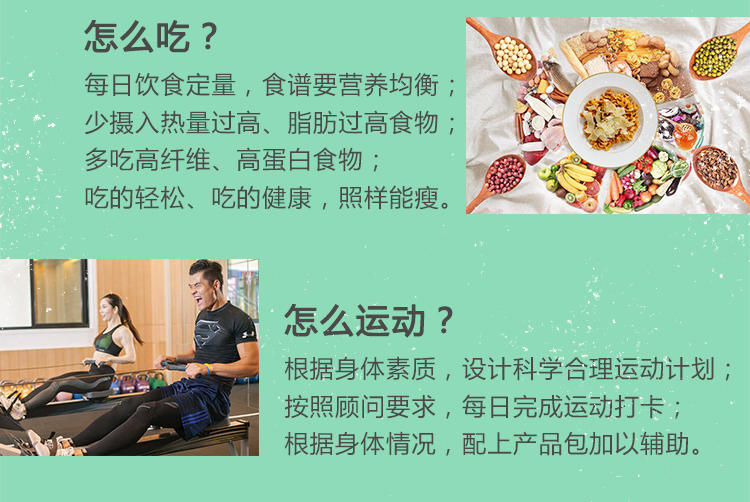 怎么吃？
每日饮食定量，食谱要营养均衡；
少摄入热量过高、脂肪过高食物；
多吃高纤维、高蛋白食物；
吃的轻松、吃的健康，照样能瘦。
怎么运动？
根据身体素质，设计科学合理运动计划；
按照顾问要求，每日完成运动打卡；
根据身体情况，配上产品包加以辅助。